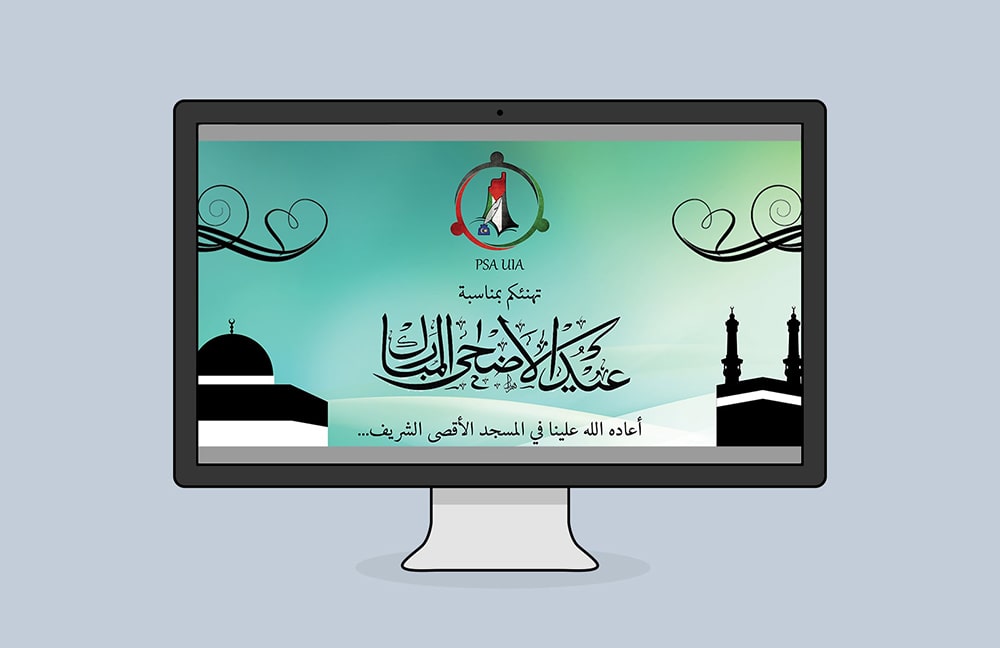 PSA UIA
تهنئكم بمناسبة
عيد الأضحى المبارك
أعاده الله علينا في المسجد الأقصى الشريف...